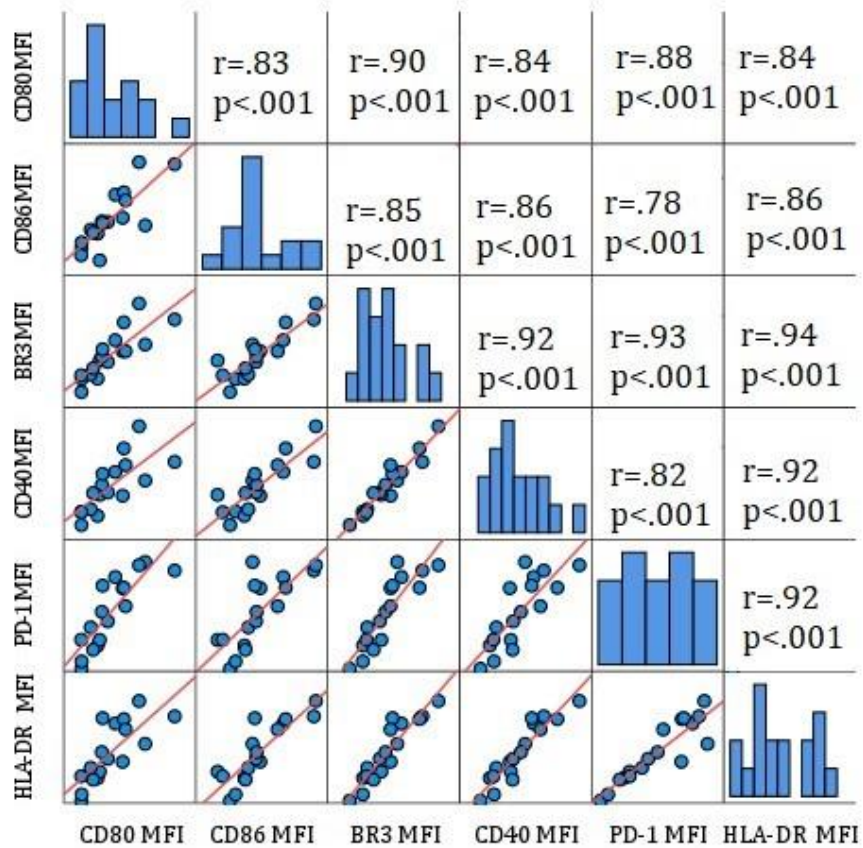 CD80 MFI
r=.83
p<.001
r=.90
p<.001
r=.84
p<.001
r=.88
p<.001
r=.84
p<.001
CD86 MFI
r=.85
p<.001
r=.86
p<.001
r=.78
p<.001
r=.86
p<.001
BR3 MFI
r=.92
p<.001
r=.93
p<.001
r=.94
p<.001
CD40 MFI
r=.82
p<.001
r=.92
p<.001
PD-1 MFI
r=.92
p<.001
HLA-DR MFI
CD80 MFI CD86 MFI BR3 MFI CD40 MFI PD-1 MFI HLA-DR MFI